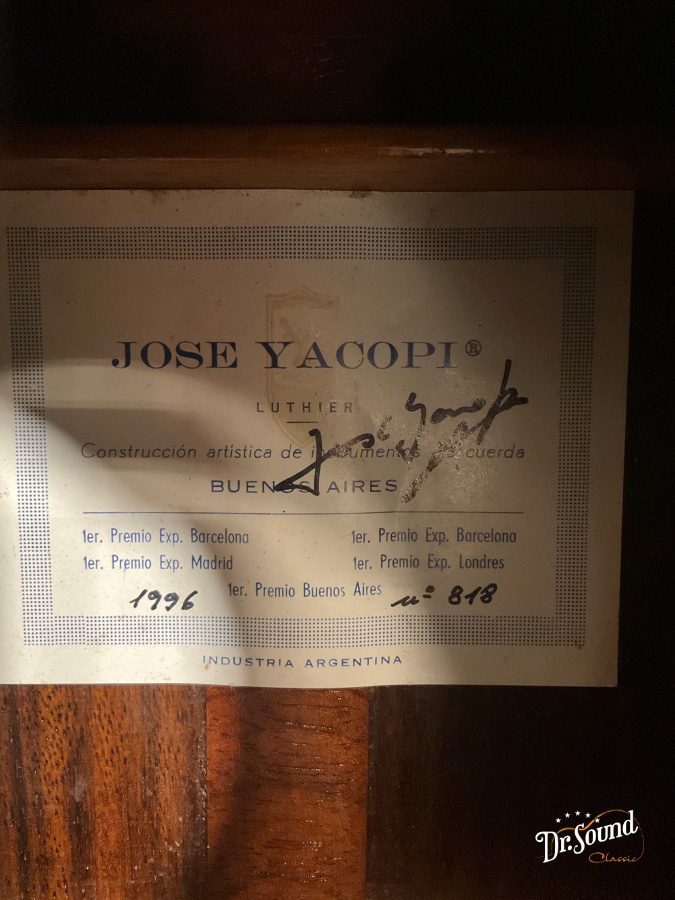 JOSE YACOPI®
LUTHIER
José Yacopi
Construcción artística de instrumentos de cuerda
BUENOS AIRES
1er. Premio Exp. Barcelona 1er. Premio Exp. Barcelona
1er. Premio Exp. Madrid 1er. Premio Exp. Londres
1er. Premio Buenos Aires
1996 nº 818
INDUSTRIA ARGENTINA
Dr. Sound
Classic